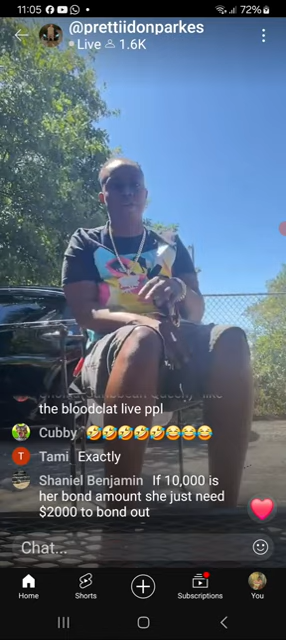 11:05
72%
@prettiidonparkes
Live 1.6K
like
the bloodclat live ppl
Cubby 🤣🤣🤣🤣🤣😂😂😂
T Tami Exactly
Shaniel Benjamin If 10,000 is
her bond amount she just need
$2000 to bond out
Chat...
Home Shorts Subscriptions You